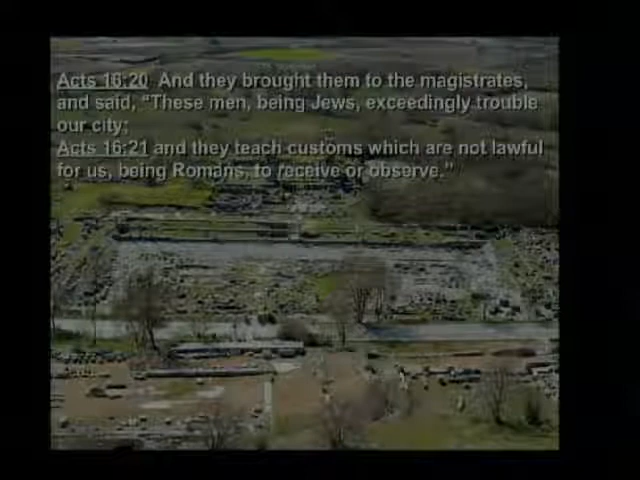 Acts 16:20 And they brought them to the magistrates,
and said, “These men, being Jews, exceedingly trouble
our city;
Acts 16:21 and they teach customs which are not lawful
for us, being Romans, to receive or observe.”